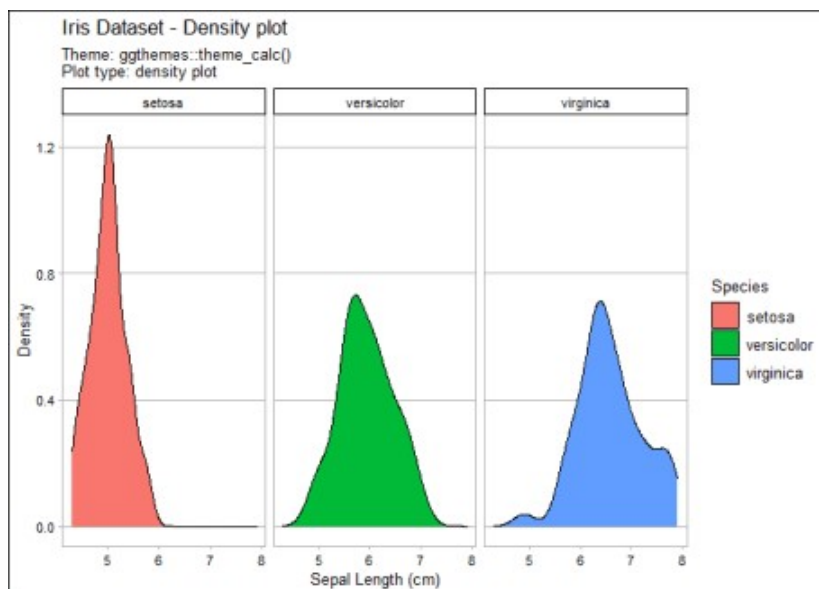 Iris Dataset - Density plot
Theme: ggthemes::theme_calc()
Plot type: density plot
setosa
versicolor
virginica
1.2
0.8
0.4
0.0
Density
5 6 7 8
5 6 7 8
5 6 7 8
Sepal Length (cm)
Species
setosa
versicolor
virginica